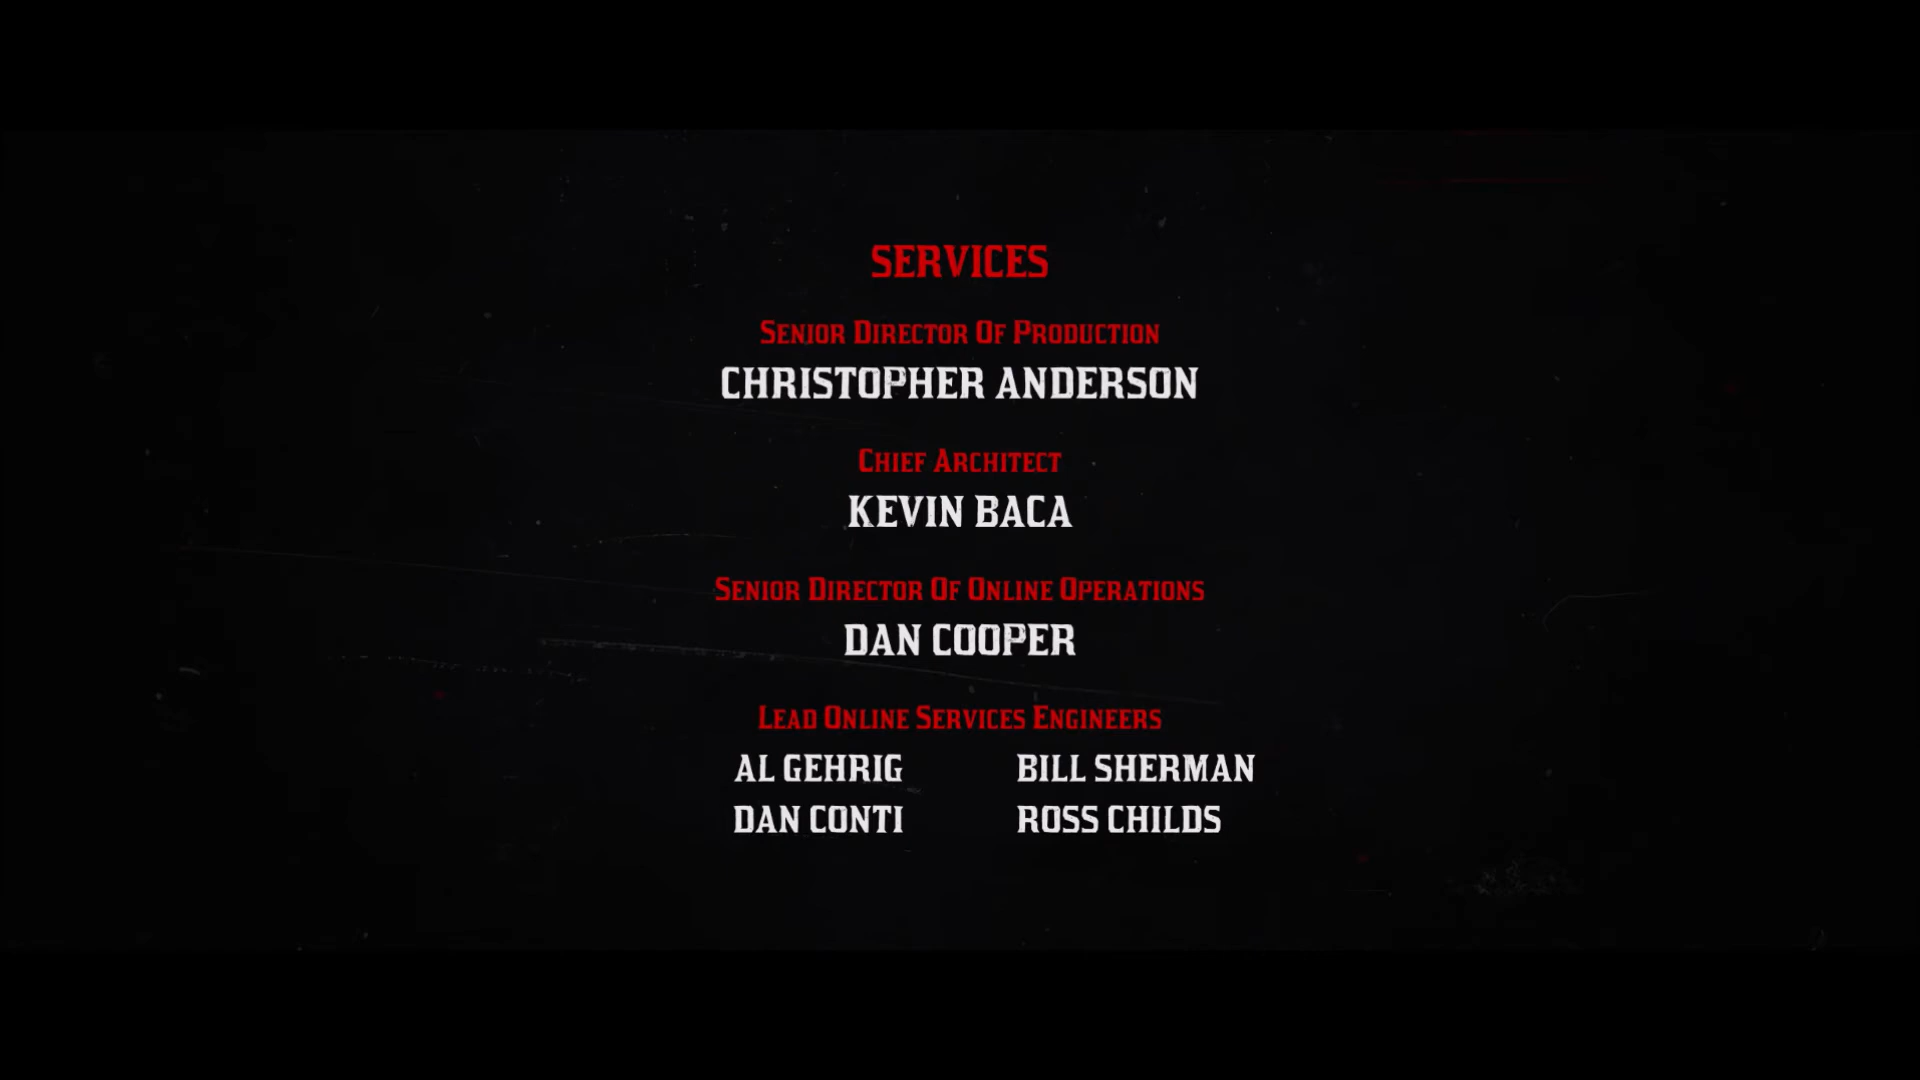 SERVICES
SENIOR DIRECTOR OF PRODUCTION
CHRISTOPHER ANDERSON
CHIEF ARCHITECT
KEVIN BACA
SENIOR DIRECTOR OF ONLINE OPERATIONS
DAN COOPER
LEAD ONLINE SERVICES ENGINEERS
AL GEHRIG BILL SHERMAN
DAN CONTI ROSS CHILDS